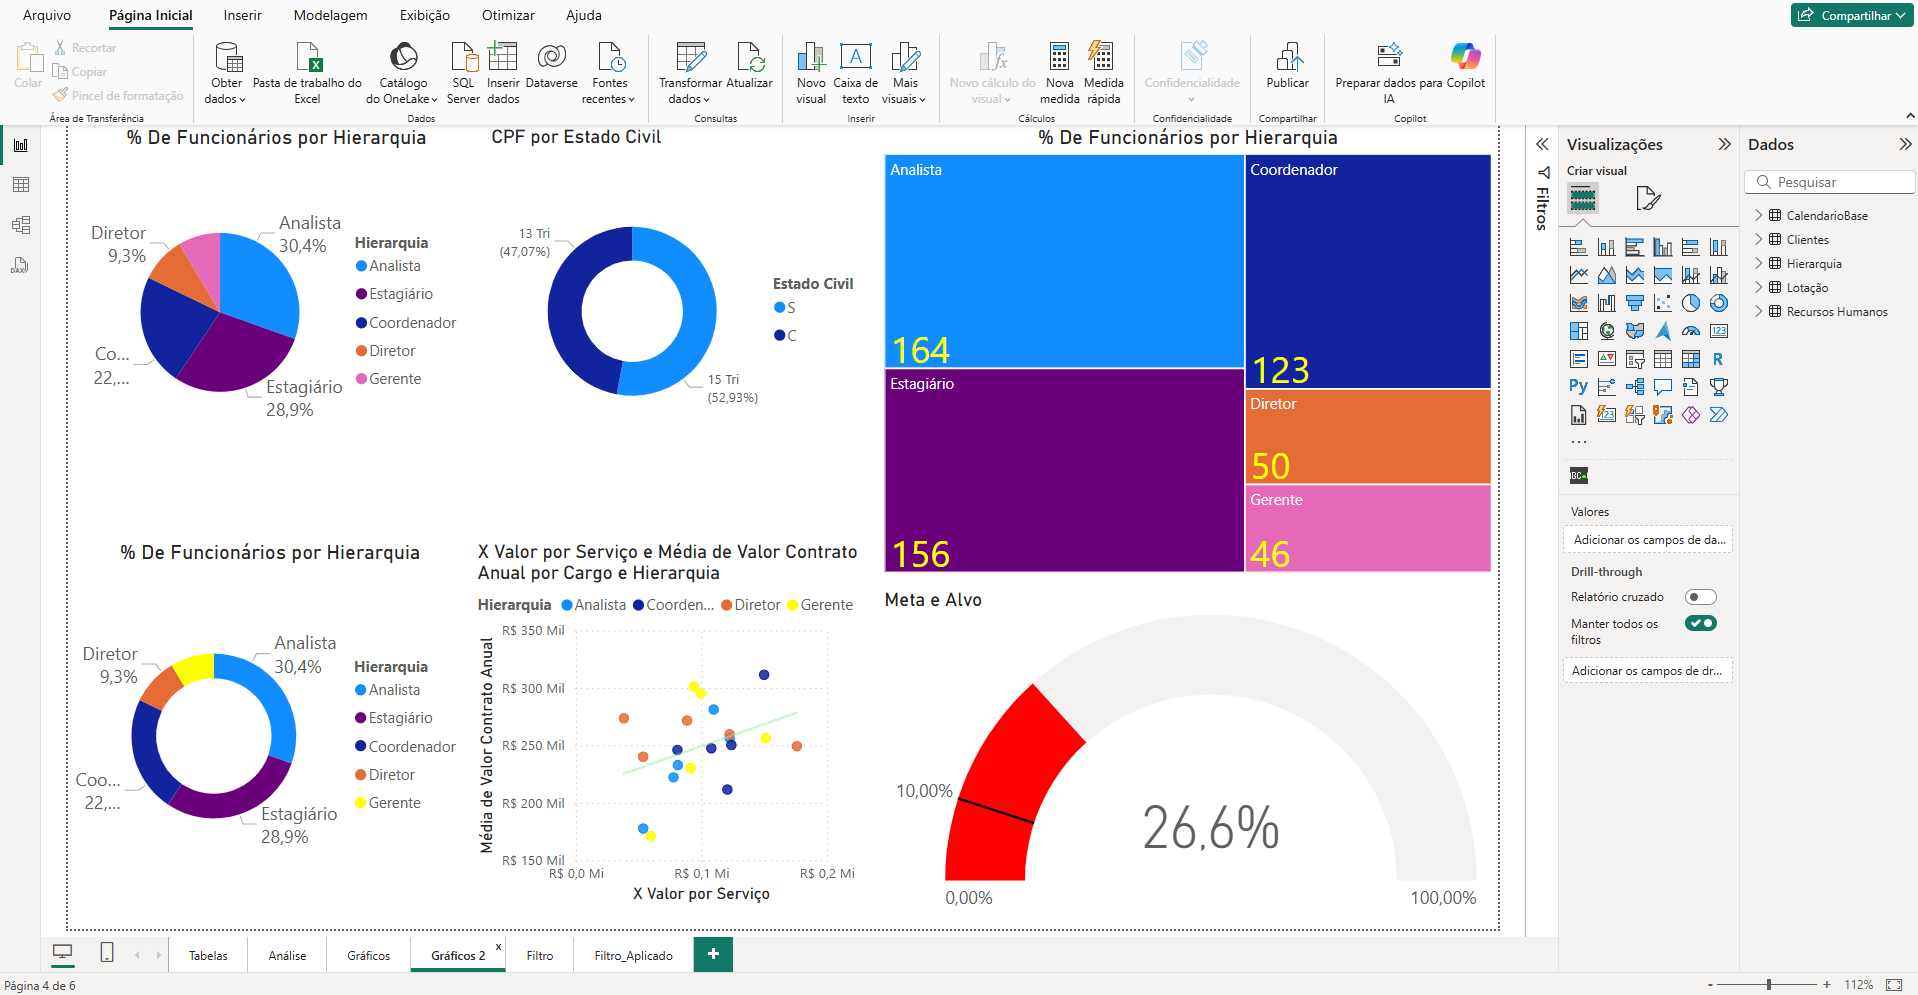 Arquivo
Página Inicial
Inserir
Modelagem
Exibição
Otimizar
Ajuda
Compartilhar
Colar
Recortar
Copiar
Pincel de formatação
Área de Transferência
Obter
dados
Pasta de trabalho do
Excel
Catálogo
do OneLake
SQL
Server
Inserir
dados
Dataverse
Fontes
recentes
Dados
Transformar
dados
Atualizar
Consultas
Novo
visual
Caixa de
texto
Mais
visuais
Inserir
Novo cálculo do
visual
Nova
medida
Medida
rápida
Cálculos
Confidencialidade
Confidencialidade
Publicar
Compartilhar
Preparar dados para
IA
Copilot
Copilot
% De Funcionários por Hierarquia
Analista
30,4%
Diretor
9,3%
Co...
22,...
Estagiário
28,9%
Hierarquia
Analista
Estagiário
Coordenador
Diretor
Gerente
CPF por Estado Civil
13 Tri
(47,07%)
15 Tri
(52,93%)
Estado Civil
S
C
% De Funcionários por Hierarquia
Analista
164
Coordenador
123
Estagiário
156
Diretor
50
Gerente
46
% De Funcionários por Hierarquia
Analista
30,4%
Diretor
9,3%
Coo...
22,...
Estagiário
28,9%
Hierarquia
Analista
Estagiário
Coordenador
Diretor
Gerente
X Valor por Serviço e Média de Valor Contrato
Anual por Cargo e Hierarquia
Hierarquia Analista Coorden... Diretor Gerente
Média de Valor Contrato Anual
R$ 350 Mil
R$ 300 Mil
R$ 250 Mil
R$ 200 Mil
R$ 150 Mil
R$ 0,0 Mi R$ 0,1 Mi R$ 0,2 Mi
X Valor por Serviço
Meta e Alvo
10,00%
26,6%
0,00%
100,00%
Filtros
Visualizações
Criar visual
123
R
Py
123
Valores
Adicionar os campos de da...
Drill-through
Relatório cruzado
Manter todos os
filtros
Adicionar os campos de dr...
Dados
Pesquisar
CalendarioBase
Clientes
Hierarquia
Lotação
Recursos Humanos
Tabelas
Análise
Gráficos
Gráficos 2
x
Filtro
Filtro_Aplicado
+
Página 4 de 6
- + 112%